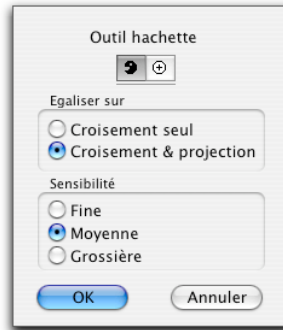 Outil hachette
Egaliser sur
Croisement seul
Croisement & projection
Sensibilité
Fine
Moyenne
Grossière
OK
Annuler